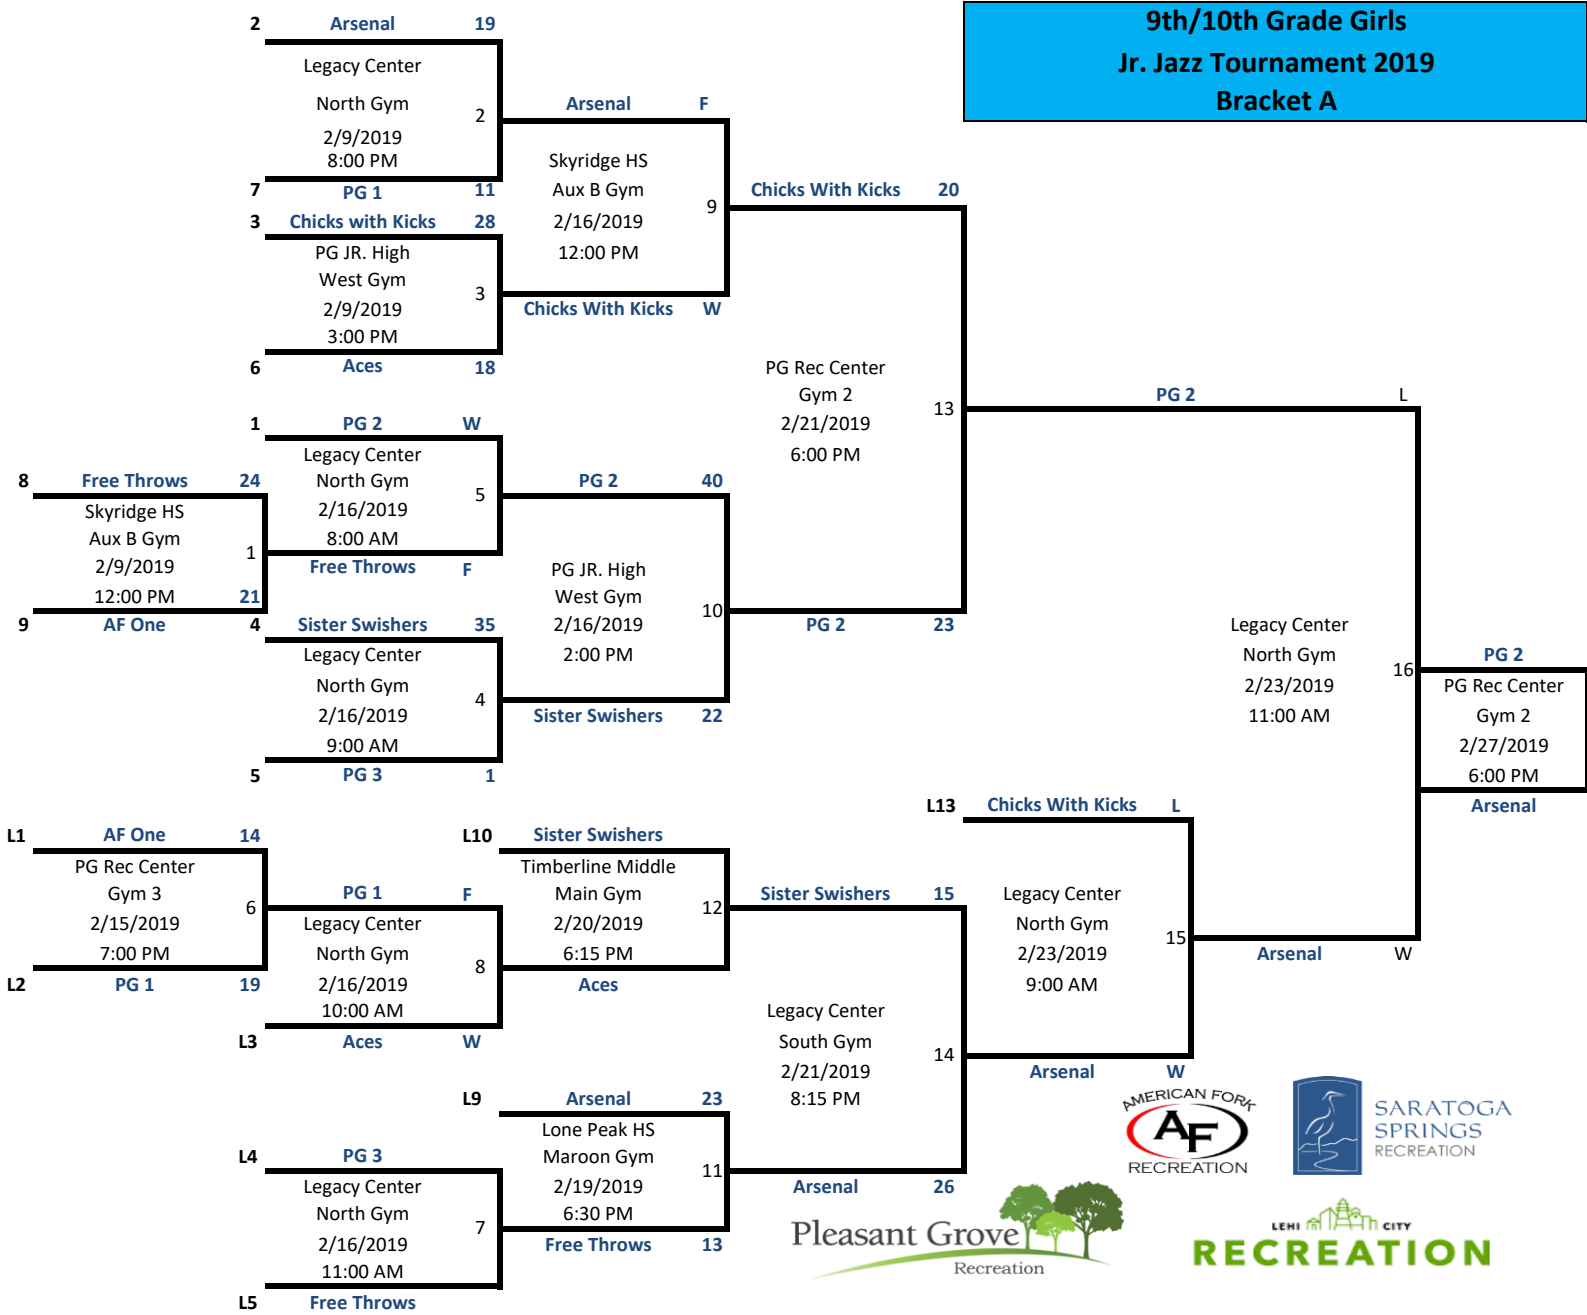 9th/10th Grade Girls
Jr. Jazz Tournament 2019
Bracket A
2 Arsenal 19
Legacy Center
North Gym
2/9/2019
8:00 PM
2
7 PG 1 11
3 Chicks with Kicks 28
PG JR. High
West Gym
2/9/2019
3:00 PM
3
6 Aces 18
Arsenal F
Skyridge HS
Aux B Gym
2/16/2019
12:00 PM
9
Chicks With Kicks W
8 Free Throws 24
Skyridge HS
Aux B Gym
2/9/2019
12:00 PM 21
1
9 AF One
1 PG 2 W
Legacy Center
North Gym
2/16/2019
8:00 AM
5
Free Throws F
4 Sister Swishers 35
Legacy Center
North Gym
2/16/2019
9:00 AM
4
5 PG 3 1
PG 2 40
PG JR. High
West Gym
2/16/2019
2:00 PM
10
Sister Swishers 22
Chicks With Kicks 20
PG Rec Center
Gym 2
2/21/2019
6:00 PM
13
PG 2 23
PG 2 L
Legacy Center
North Gym
2/23/2019
11:00 AM
16
Arsenal W
PG 2
PG Rec Center
Gym 2
2/27/2019
6:00 PM
Arsenal
L1 AF One 14
PG Rec Center
Gym 3
2/15/2019
7:00 PM
6
L2 PG 1 19
PG 1 F
Legacy Center
North Gym
2/16/2019
10:00 AM
8
L3 Aces W
L10 Sister Swishers
Timberline Middle
Main Gym
2/20/2019
6:15 PM
12
Aces
L4 PG 3
Legacy Center
North Gym
2/16/2019
11:00 AM
7
L5 Free Throws
L9 Arsenal 23
Lone Peak HS
Maroon Gym
2/19/2019
6:30 PM
11
Free Throws 13
Sister Swishers 15
Legacy Center
South Gym
2/21/2019
8:15 PM
14
Arsenal 26
L13 Chicks With Kicks L
Legacy Center
North Gym
2/23/2019
9:00 AM
15
Arsenal W
AMERICAN FORK
AF
RECREATION
SARATOGA
SPRINGS
RECREATION
Pleasant Grove
Recreation
LEHI CITY
RECREATION